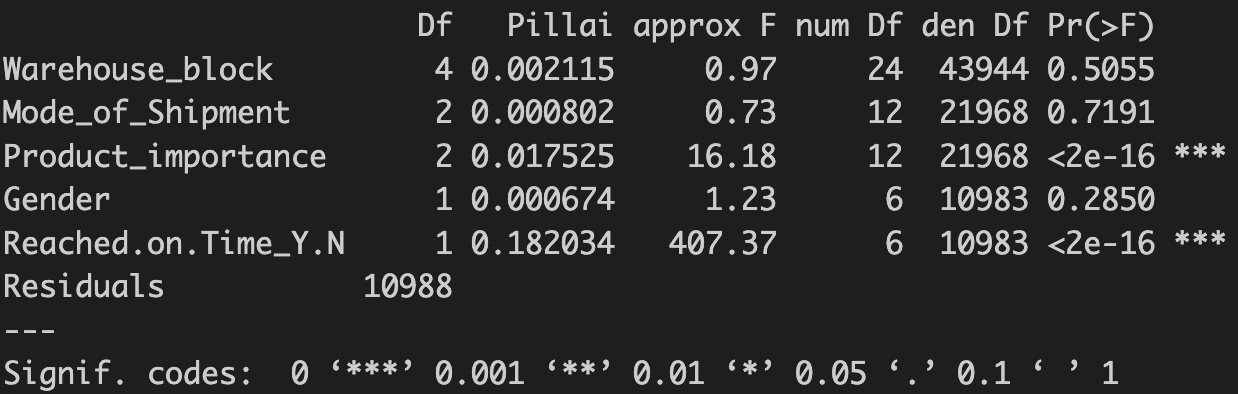 Df   Pillai approx F num Df den Df Pr(>F)    
Warehouse_block       4 0.002115     0.97     24  43944 0.5055    
Mode_of_Shipment      2 0.000802     0.73     12  21968 0.7191    
Product_importance    2 0.017525    16.18     12  21968 <2e-16 ***
Gender                1 0.000674     1.23      6  10983 0.2850    
Reached.on.Time_Y.N   1 0.182034   407.37      6  10983 <2e-16 ***
Residuals         10988
---
Signif. codes:  0 ‘***’ 0.001 ‘**’ 0.01 ‘*’ 0.05 ‘.’ 0.1 ‘ ’ 1